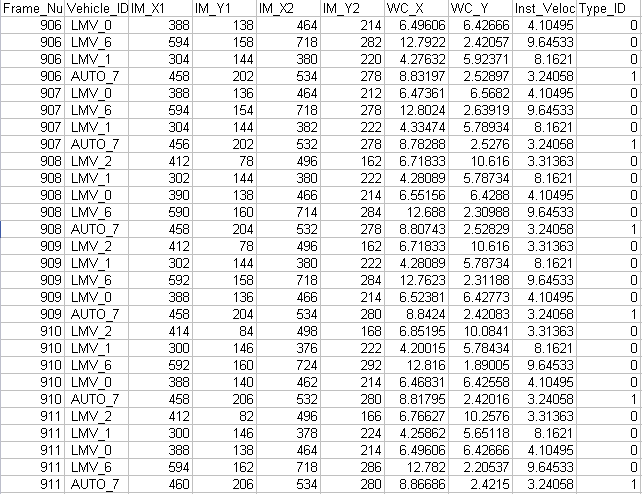 Frame_Nu Vehicle_ID IM_X1 IM_Y1 IM_X2 IM_Y2 WC_X WC_Y Inst_Veloc Type_ID
906 LMV_0 388 138 464 214 6.49606 6.42666 4.10495 0
906 LMV_6 594 158 718 282 12.7922 2.42057 9.64533 0
906 LMV_1 304 144 380 220 4.27632 5.92371 8.1621 0
906 AUTO_7 458 202 534 278 8.83197 2.52897 3.24058 1
907 LMV_0 388 136 464 212 6.47361 6.5682 4.10495 0
907 LMV_6 594 154 718 278 12.8024 2.63919 9.64533 0
907 LMV_1 304 144 382 222 4.33474 5.78934 8.1621 0
907 AUTO_7 456 202 532 278 8.78288 2.5276 3.24058 1
908 LMV_2 412 78 496 162 6.71833 10.616 3.31363 0
908 LMV_1 302 144 380 222 4.28089 5.78734 8.1621 0
908 LMV_0 390 138 466 214 6.55156 6.4288 4.10495 0
908 LMV_6 590 160 714 284 12.688 2.30988 9.64533 0
908 AUTO_7 458 204 532 278 8.80743 2.52829 3.24058 1
909 LMV_2 412 78 496 162 6.71833 10.616 3.31363 0
909 LMV_1 302 144 380 222 4.28089 5.78734 8.1621 0
909 LMV_6 592 158 718 284 12.7623 2.31188 9.64533 0
909 LMV_0 388 136 466 214 6.52381 6.42773 4.10495 0
909 AUTO_7 458 204 534 280 8.8424 2.42083 3.24058 1
910 LMV_2 414 84 498 168 6.85195 10.0841 3.31363 0
910 LMV_1 300 146 376 222 4.20015 5.78434 8.1621 0
910 LMV_6 592 160 724 292 12.816 1.89005 9.64533 0
910 LMV_0 388 140 462 214 6.46831 6.42558 4.10495 0
910 AUTO_7 458 206 532 280 8.81795 2.42016 3.24058 1
911 LMV_2 412 82 496 166 6.76627 10.2576 3.31363 0
911 LMV_1 300 146 378 224 4.25862 5.65118 8.1621 0
911 LMV_0 388 138 464 214 6.49606 6.42666 4.10495 0
911 LMV_6 594 162 718 286 12.782 2.20537 9.64533 0
911 AUTO_7 460 206 534 280 8.86686 2.4215 3.24058 1